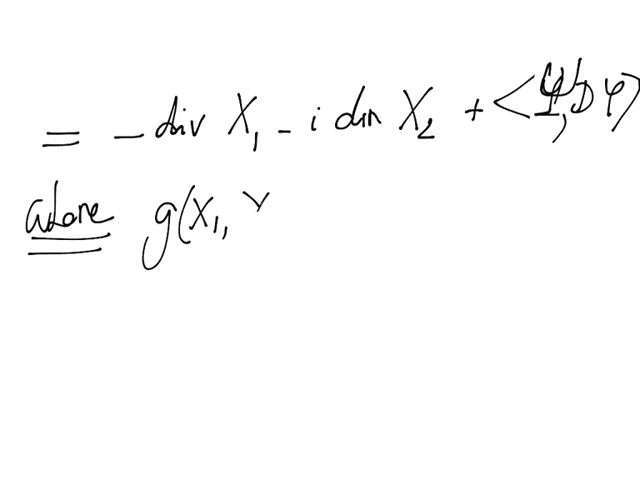 = - div X₁ - i div X₂ + <ψ, Dφ>
where g(X₁, Y